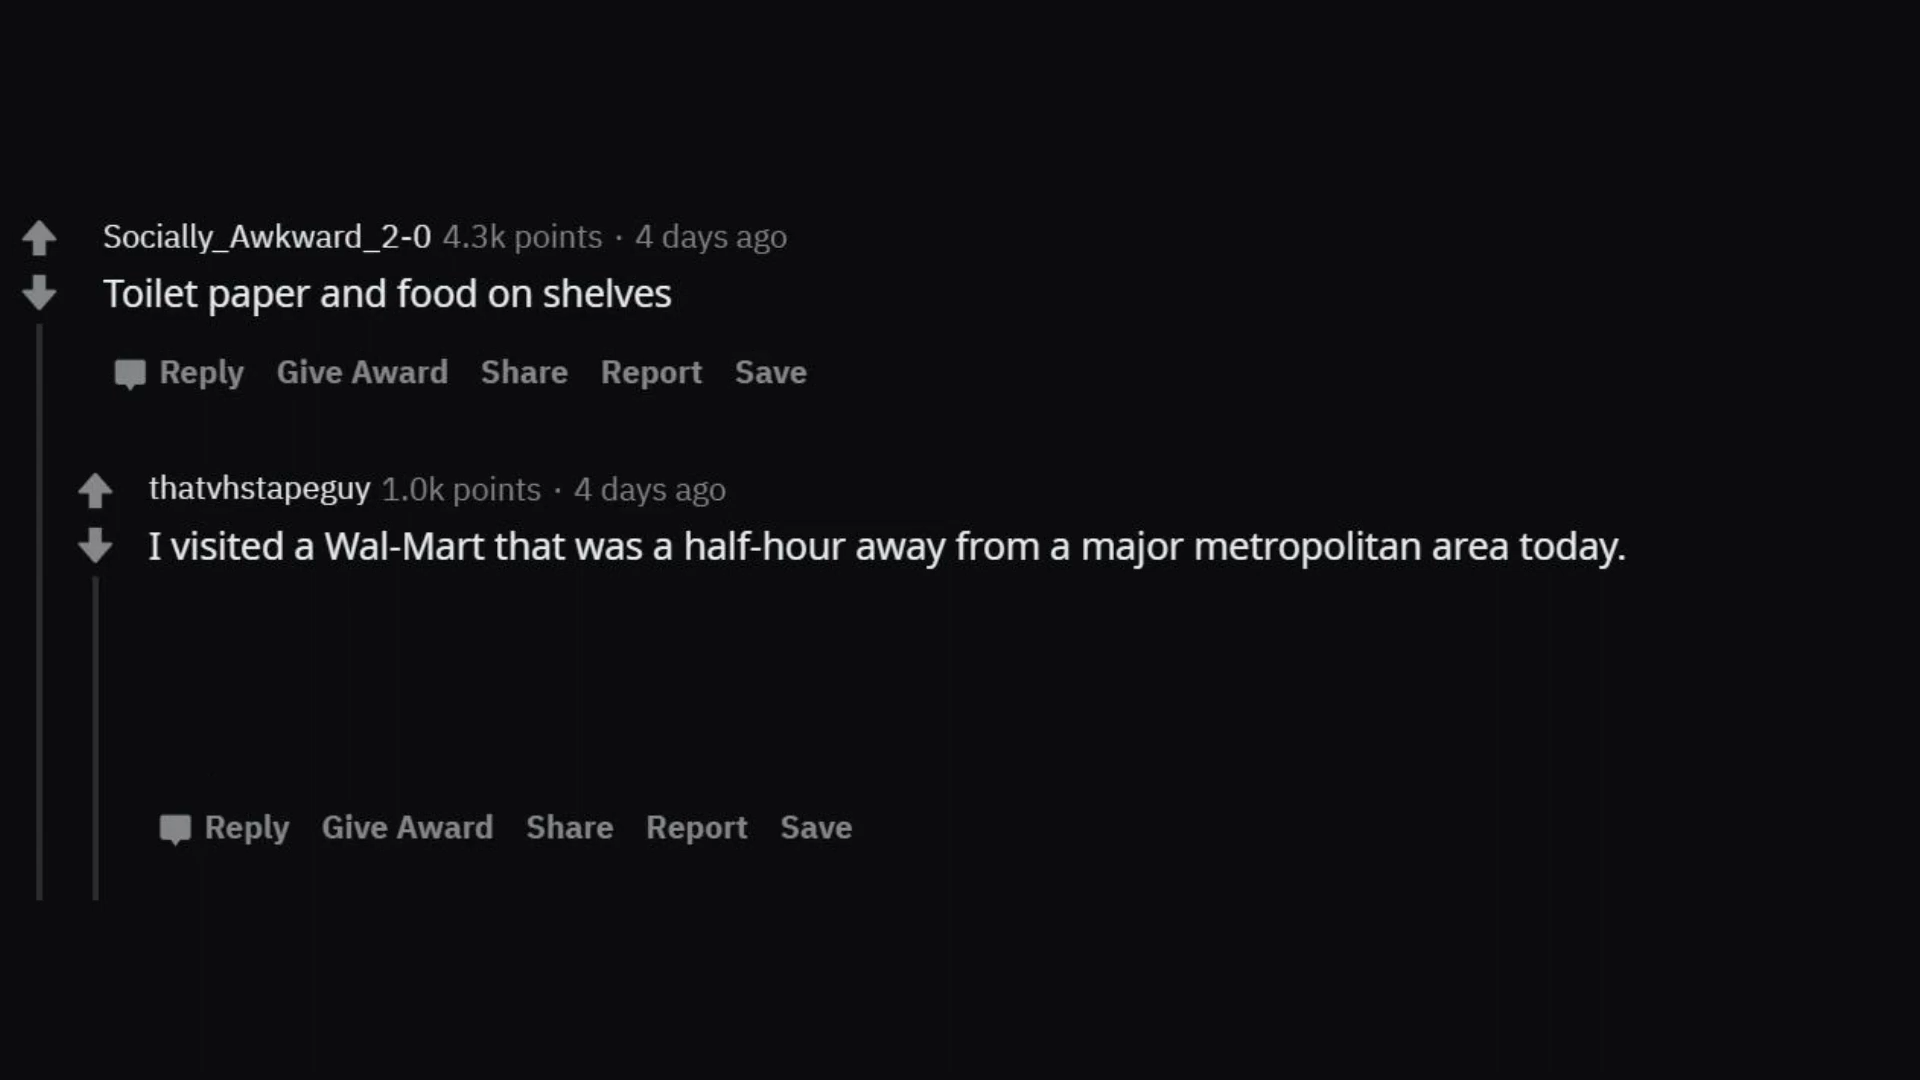 Socially_Awkward_2-0 4.3k points · 4 days ago
Toilet paper and food on shelves
Reply Give Award Share Report Save
thatvhstapeguy 1.0k points · 4 days ago
I visited a Wal-Mart that was a half-hour away from a major metropolitan area today.
Reply Give Award Share Report Save